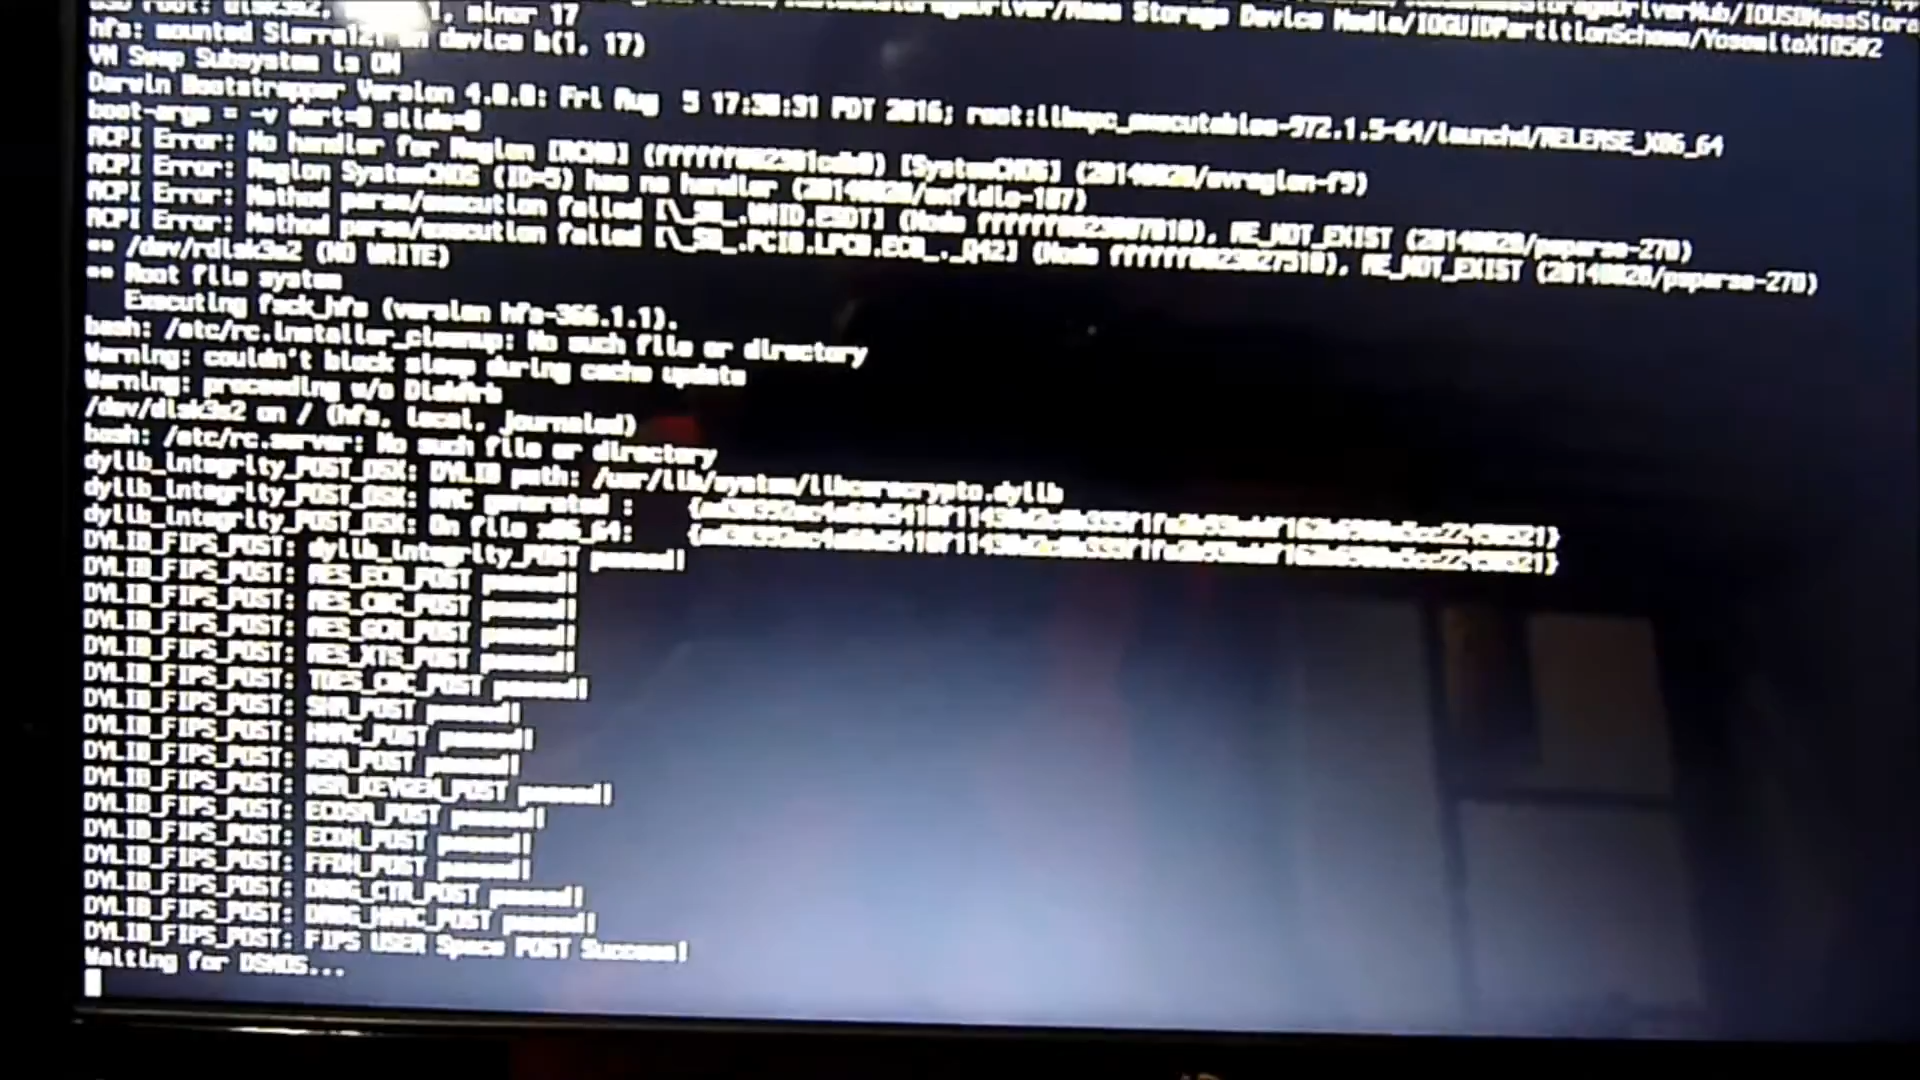 minor 17
hfs: mounted device b(1, 17)
VM Swap Subsystem is ON
Darwin Bootstrapper Version 4.0.0: Fri Aug 5 17:30:31 PDT 2016; root:libxpc_executables-972.1.5~64/launchd/RELEASE_X86_64
boot-args = -v dart=0 slide=0
ACPI Error: No handler for Region [RCM0] [SystemCMOS] (20140828/evregion-f9)
ACPI Error: Region SystemCMOS (ID=5) has no handler (20140828/exfldio-187)
ACPI Error: Method parse/execution failed [\_SB_.WMID.ESDT] (Node AE_NOT_EXIST (20140828/psparse-270)
ACPI Error: Method parse/execution failed [\_SB_.PCI0.LPCB.EC0_._Q42] (Node AE_NOT_EXIST (20140828/psparse-270)
** /dev/rdisk3s2 (NO WRITE)
** Root file system
Executing fsck_hfs (version hfs-366.1.1).
bash: /etc/rc.installer_cleanup: No such file or directory
Warning: couldn't block sleep during cache update
Warning: proceeding w/o DiskArb
/dev/disk3s2 on / (hfs, local, journaled)
bash: /etc/rc.server: No such file or directory
dylib_integrity_POST_OSX: DYLIB path: /usr/lib/system/libcorecrypto.dylib
dylib_integrity_POST_OSX: MAC generated :
dylib_integrity_POST_OSX: On file x86_64:
DYLIB_FIPS_POST: dylib_integrity_POST passed!
DYLIB_FIPS_POST: AES_ECB_POST passed!
DYLIB_FIPS_POST: AES_CBC_POST passed!
DYLIB_FIPS_POST: AES_GCM_POST passed!
DYLIB_FIPS_POST: AES_XTS_POST passed!
DYLIB_FIPS_POST: TDES_CBC_POST passed!
DYLIB_FIPS_POST: SHA_POST passed!
DYLIB_FIPS_POST: HMAC_POST passed!
DYLIB_FIPS_POST: RSA_POST passed!
DYLIB_FIPS_POST: RSA_KEYGEN_POST passed!
DYLIB_FIPS_POST: ECDSA_POST passed!
DYLIB_FIPS_POST: ECDH_POST passed!
DYLIB_FIPS_POST: FFDH_POST passed!
DYLIB_FIPS_POST: DRBG_CTR_POST passed!
DYLIB_FIPS_POST: DRBG_HMAC_POST passed!
DYLIB_FIPS_POST: FIPS USER Space POST Success!
Waiting for DSMOS...